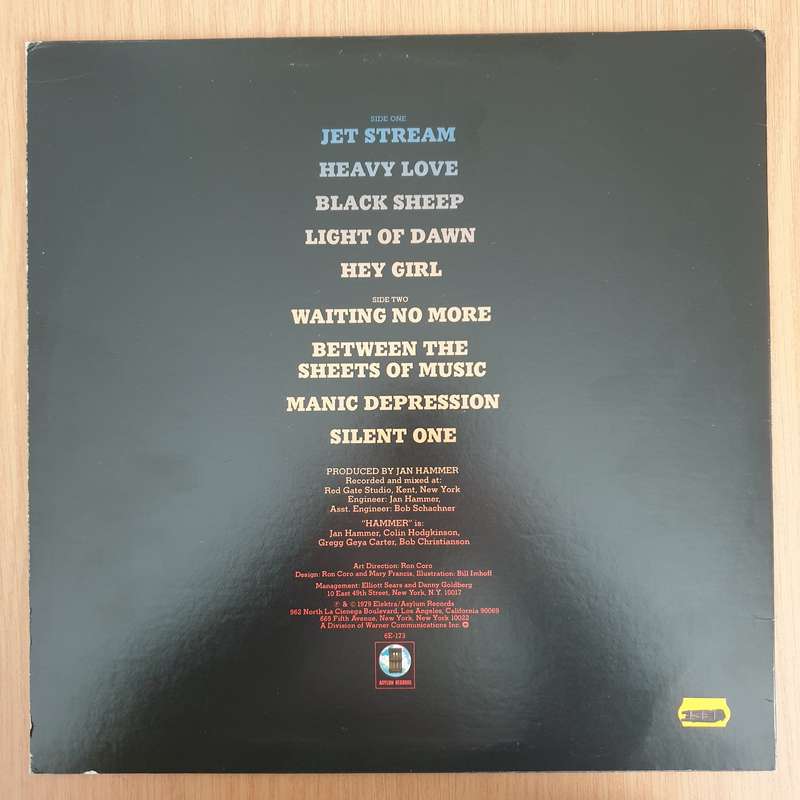 SIDE ONE
JET STREAM
HEAVY LOVE
BLACK SHEEP
LIGHT OF DAWN
HEY GIRL
SIDE TWO
WAITING NO MORE
BETWEEN THE
SHEETS OF MUSIC
MANIC DEPRESSION
SILENT ONE
PRODUCED BY JAN HAMMER
Recorded and mixed at:
Red Gate Studio, Kent, New York
Engineer: Jan Hammer,
Asst. Engineer: Bob Schachner
"HAMMER" is:
Jan Hammer, Colin Hodgkinson,
Gregg Geya Carter, Bob Christianson
Art Direction: Ron Coro
Design: Ron Coro and Mary Francis, Illustration: Bill Imhoff
Management: Elliott Sears and Danny Goldberg
10 East 49th Street, New York, N.Y. 10017
℗ & © 1979 Elektra/Asylum Records
962 North La Cienega Boulevard, Los Angeles, California 90069
665 Fifth Avenue, New York, New York 10022
A Division of Warner Communications Inc.
6E-173
ASYLUM RECORDS